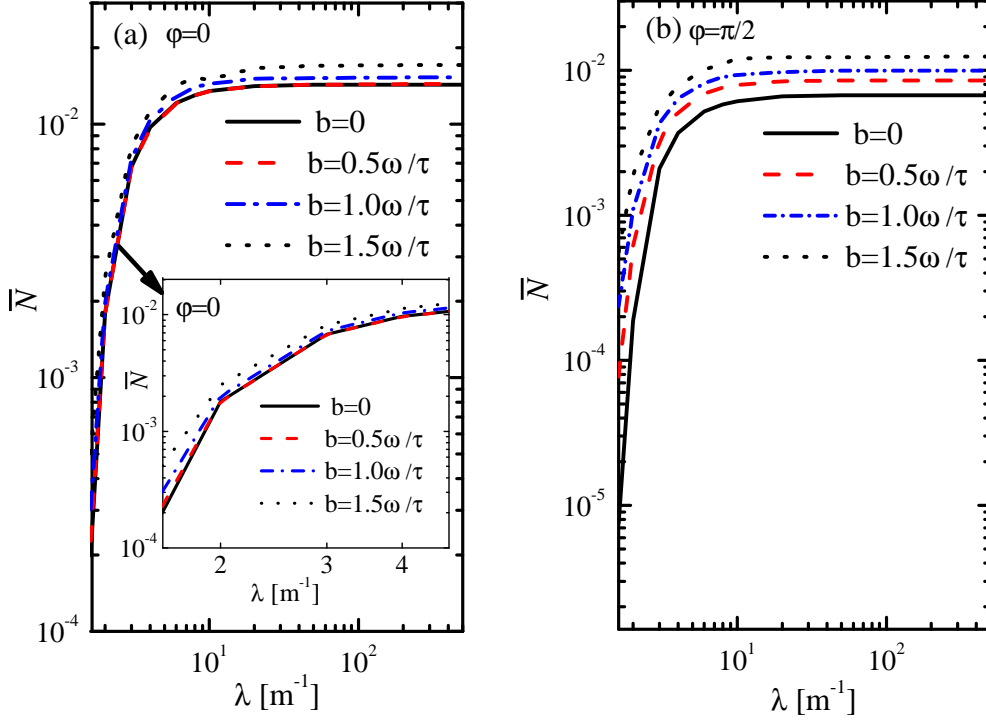 (a) φ=0
10⁻²
b=0
b=0.5ω/τ
b=1.0ω/τ
b=1.5ω/τ
N̅
10⁻³
10⁻⁴
10¹ 10²
λ [m⁻¹]
φ=0
10⁻²
N̅
10⁻³
10⁻⁴
b=0
b=0.5ω/τ
b=1.0ω/τ
b=1.5ω/τ
2 3 4
λ [m⁻¹]
(b) φ=π/2
10⁻²
b=0
b=0.5ω/τ
b=1.0ω/τ
b=1.5ω/τ
10⁻³
N̅
10⁻⁴
10⁻⁵
10¹ 10²
λ [m⁻¹]